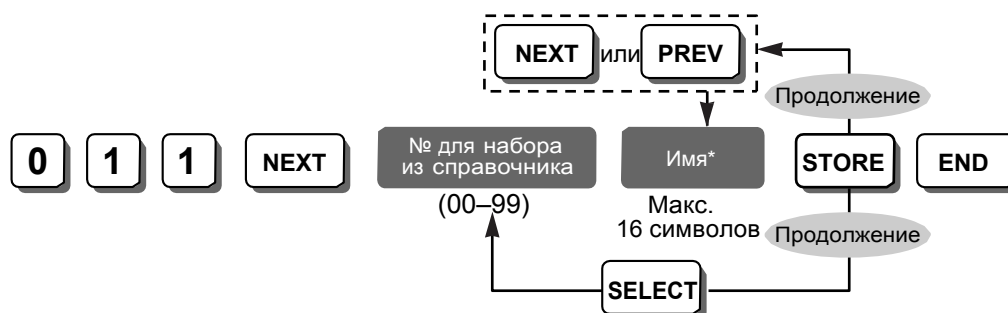 NEXT или PREV
Продолжение
0 1 1 NEXT
№ для набора
из справочника
(00–99)
Имя*
Макс.
16 символов
STORE
END
Продолжение
SELECT